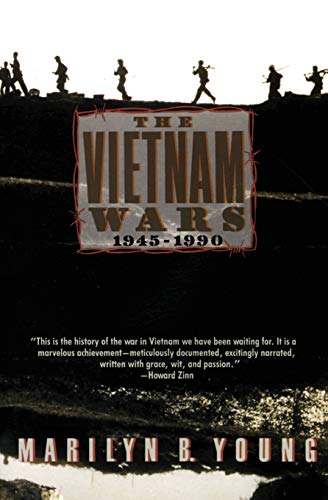 THE
VIETNAM
WARS
1945-1990
"This is the history of the war in Vietnam we have been waiting for. It is a
marvelous achievement—meticulously documented, excitingly narrated,
written with grace, wit, and passion."
—Howard Zinn
MARILYN B. YOUNG